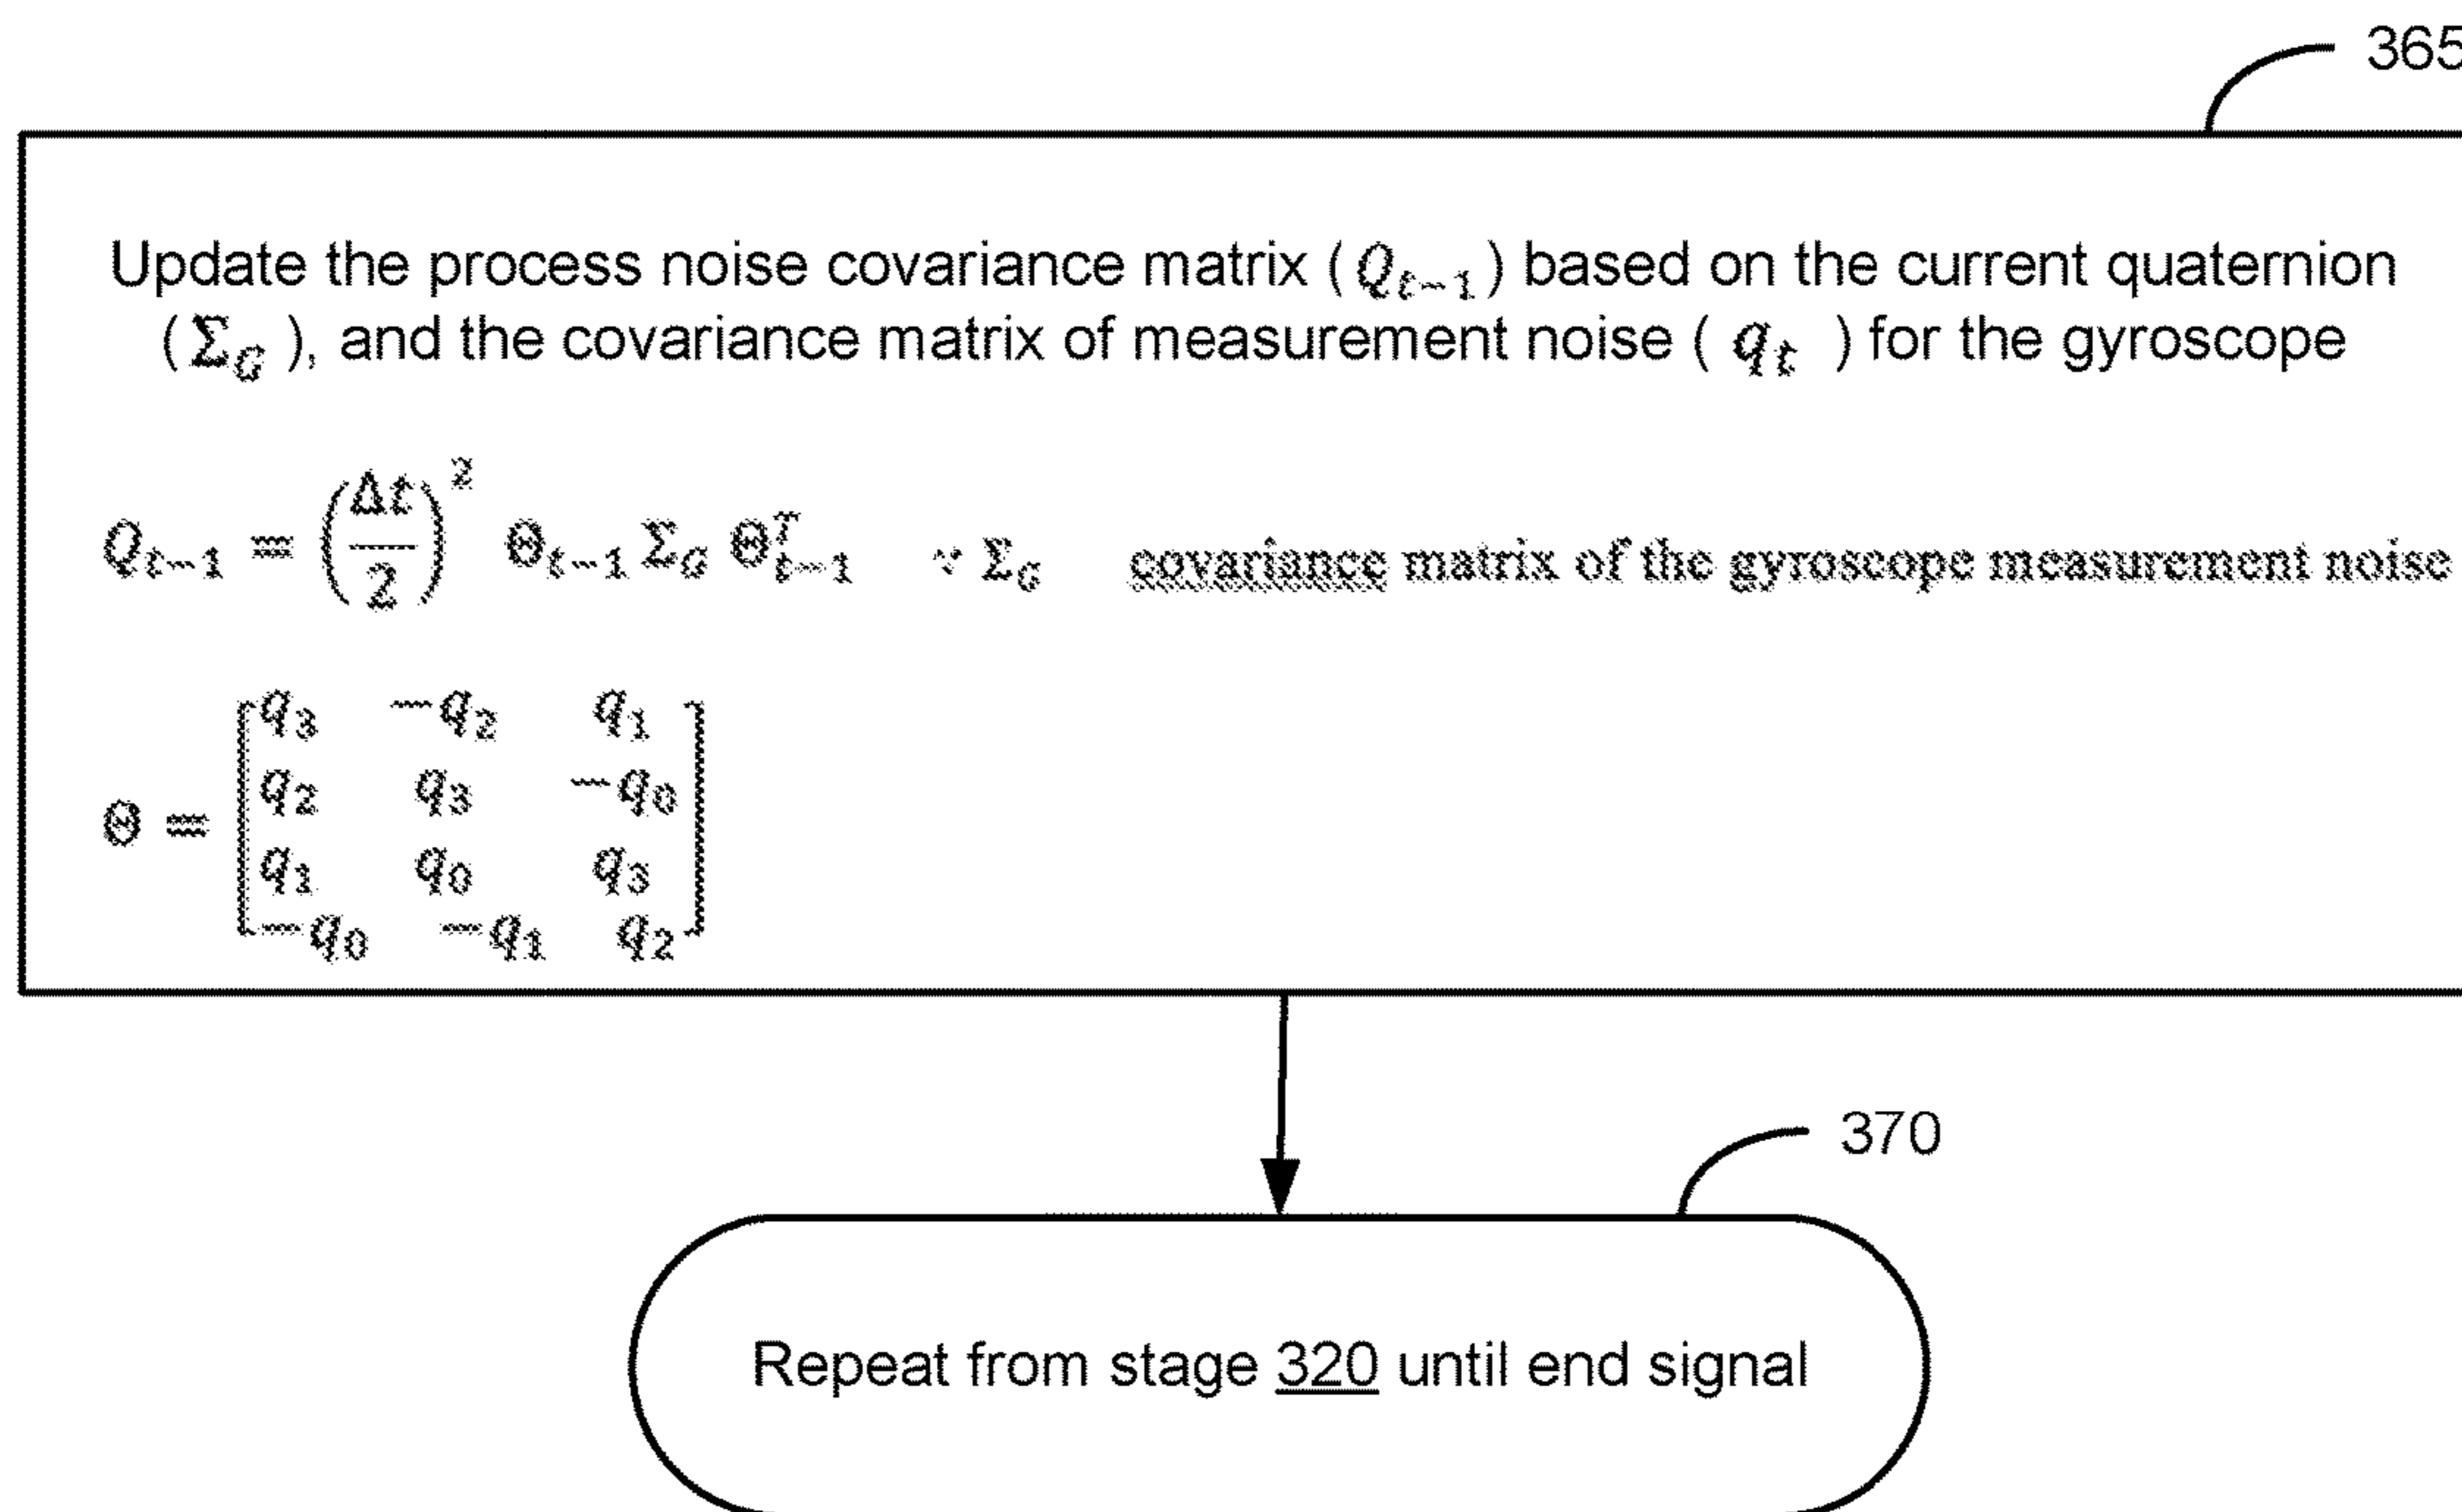 365
Update the process noise covariance matrix ( Q_{t-1} ) based on the current quaternion
( Σ_G ), and the covariance matrix of measurement noise ( q_t ) for the gyroscope
Q_{t-1} = (Δt/2)^2 Θ_{t-1} Σ_G Θ_{t-1}^T ∵ Σ_G covariance matrix of the gyroscope measurement noise
Θ = [ q_3 -q_2 q_1
q_2 q_3 -q_0
q_1 q_0 q_3
-q_0 -q_1 q_2 ]
370
Repeat from stage 320 until end signal